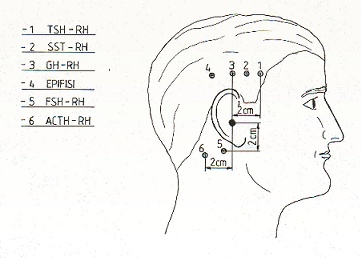 - 1 TSH-RH
- 2 SST-RH
- 3 GH-RH
- 4 EPIFISI
- 5 FSH-RH
- 6 ACTH-RH
4 3 2 1
2cm
2cm
5
6
2cm